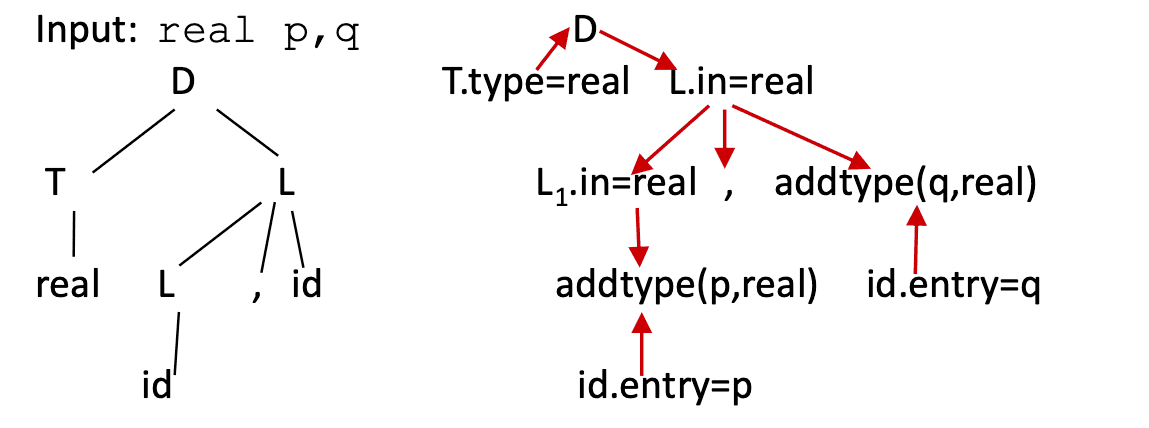 Input: real p,q
D
T L
real L , id
id
D
T.type=real L.in=real
L₁.in=real , addtype(q,real)
addtype(p,real) id.entry=q
id.entry=p